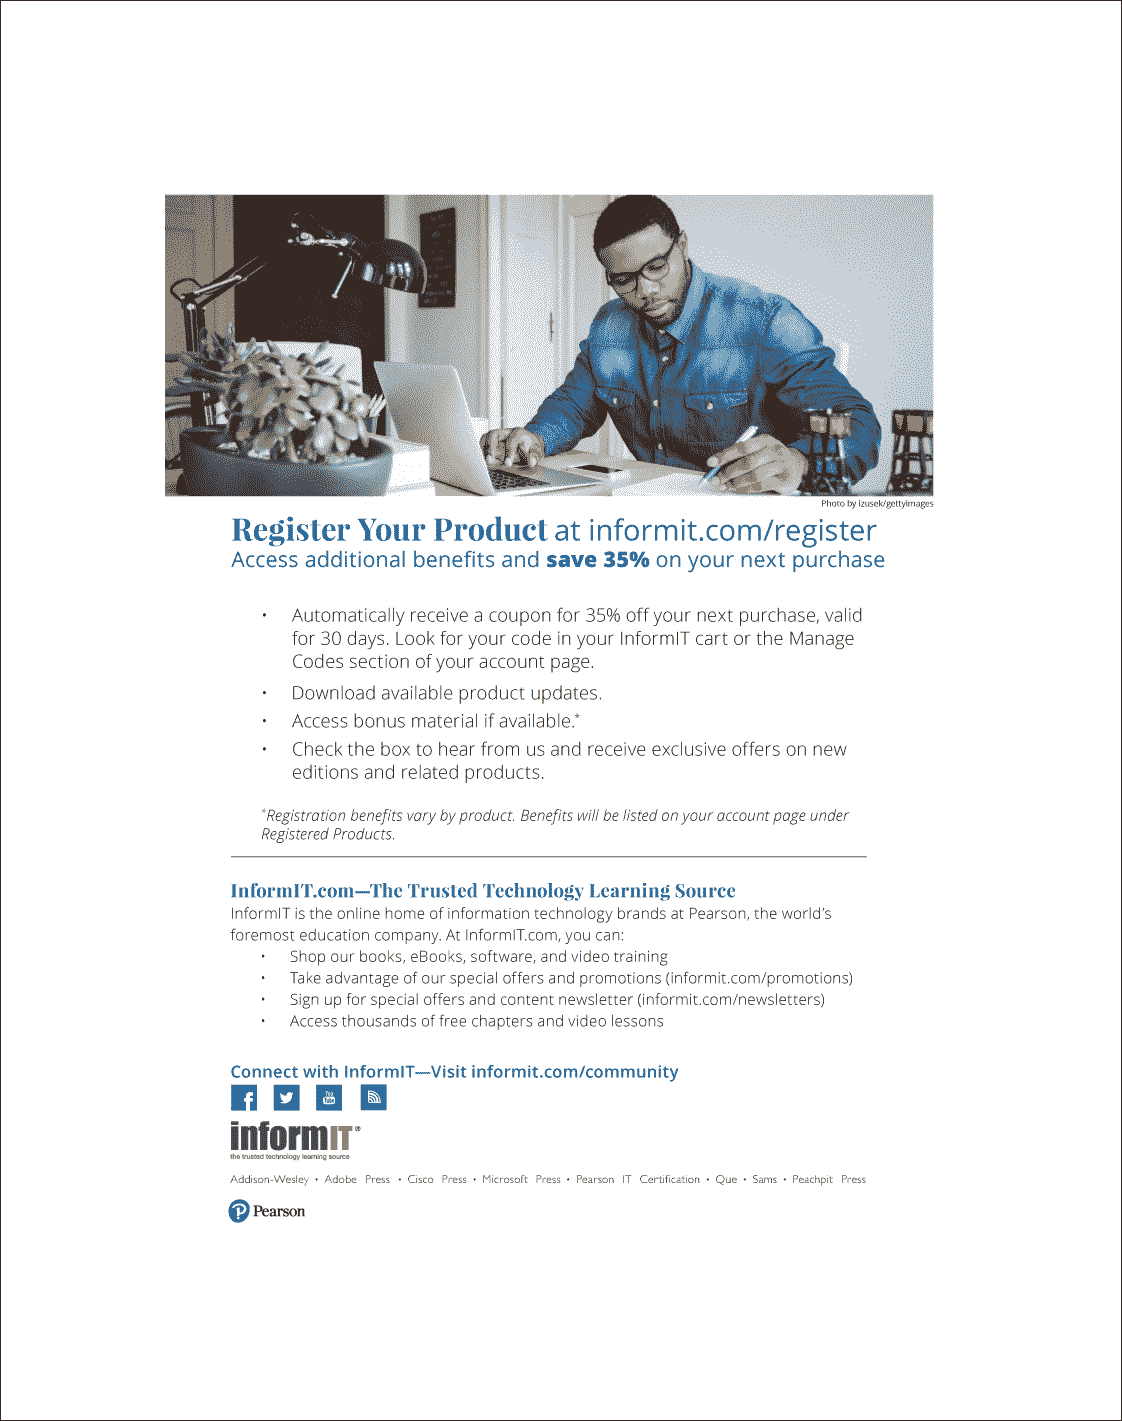 Photo by izusek/gettyimages
Register Your Product at informit.com/register
Access additional benefits and save 35% on your next purchase
• Automatically receive a coupon for 35% off your next purchase, valid
for 30 days. Look for your code in your InformIT cart or the Manage
Codes section of your account page.
• Download available product updates.
• Access bonus material if available.*
• Check the box to hear from us and receive exclusive offers on new
editions and related products.
*Registration benefits vary by product. Benefits will be listed on your account page under
Registered Products.
InformIT.com—The Trusted Technology Learning Source
InformIT is the online home of information technology brands at Pearson, the world's
foremost education company. At InformIT.com, you can:
• Shop our books, eBooks, software, and video training
• Take advantage of our special offers and promotions (informit.com/promotions)
• Sign up for special offers and content newsletter (informit.com/newsletters)
• Access thousands of free chapters and video lessons
Connect with InformIT—Visit informit.com/community
You Tube
informIT®
the trusted technology learning source
Addison-Wesley • Adobe Press • Cisco Press • Microsoft Press • Pearson IT Certification • Que • Sams • Peachpit Press
P Pearson